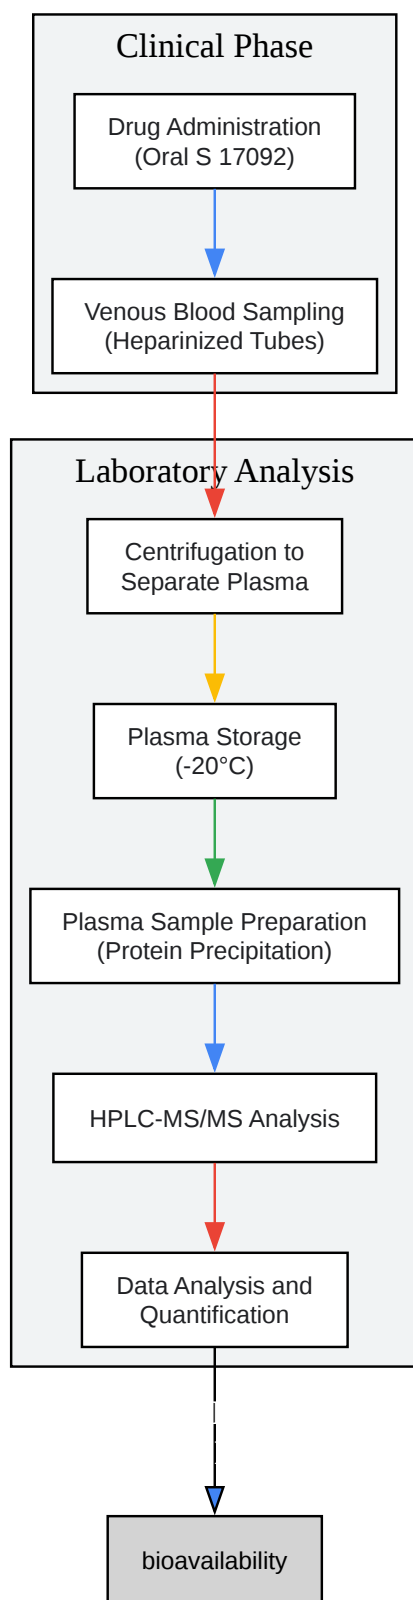 Clinical Phase
Drug Administration
(Oral S 17092)
Venous Blood Sampling
(Heparinized Tubes)
Laboratory Analysis
Centrifugation to
Separate Plasma
Plasma Storage
(-20°C)
Plasma Sample Preparation
(Protein Precipitation)
HPLC-MS/MS Analysis
Data Analysis and
Quantification
bioavailability